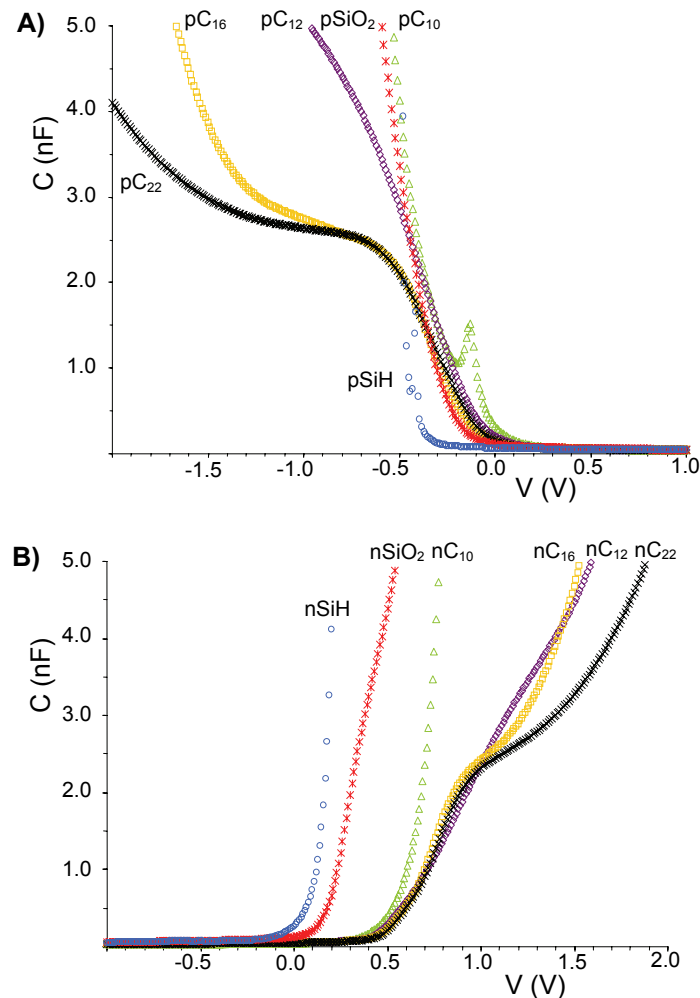 A)
pC₁₆ pC₁₂ pSiO₂ pC₁₀
5.0
4.0
pC₂₂
C (nF)
3.0
2.0
1.0
pSiH
-1.5 -1.0 -0.5 0.0 0.5 1.0
V (V)
B)
nSiO₂ nC₁₀ nC₁₆ nC₁₂ nC₂₂
5.0
nSiH
4.0
C (nF)
3.0
2.0
1.0
-0.5 0.0 0.5 1.0 1.5 2.0
V (V)